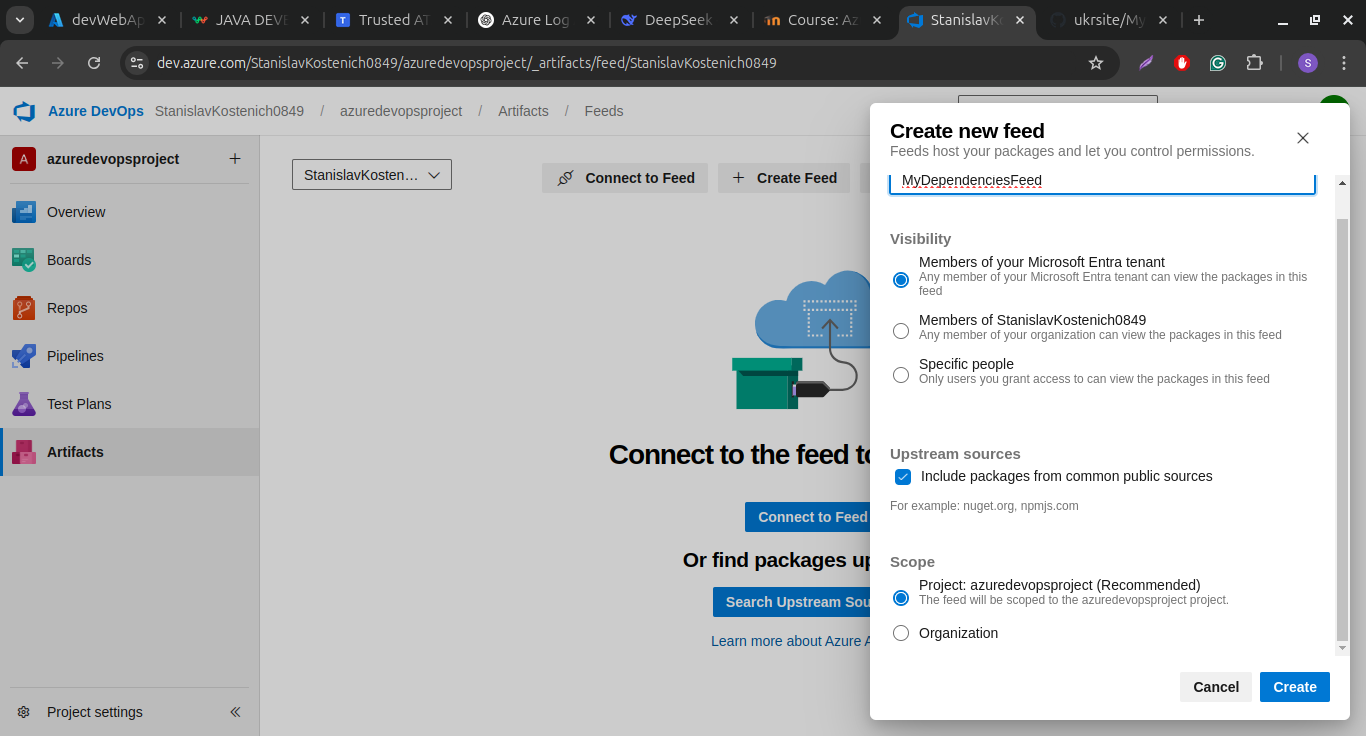 devWebAp
JAVA DEVE
Trusted AT
Azure Log
DeepSeek
Course: Az
StanislavKo
ukrsite/My
dev.azure.com/StanislavKostenich0849/azuredevopsproject/_artifacts/feed/StanislavKostenich0849
S
Azure DevOps StanislavKostenich0849 / azuredevopsproject / Artifacts / Feeds
A azuredevopsproject
Overview
Boards
Repos
Pipelines
Test Plans
Artifacts
Project settings
StanislavKosten...
Connect to Feed
Create Feed
Connect to the feed to
Connect to Feed
Or find packages up
Search Upstream Sou
Learn more about Azure A
Create new feed
Feeds host your packages and let you control permissions.
MyDependenciesFeed
Visibility
Members of your Microsoft Entra tenant
Any member of your Microsoft Entra tenant can view the packages in this
feed
Members of StanislavKostenich0849
Any member of your organization can view the packages in this feed
Specific people
Only users you grant access to can view the packages in this feed
Upstream sources
Include packages from common public sources
For example: nuget.org, npmjs.com
Scope
Project: azuredevopsproject (Recommended)
The feed will be scoped to the azuredevopsproject project.
Organization
Cancel
Create